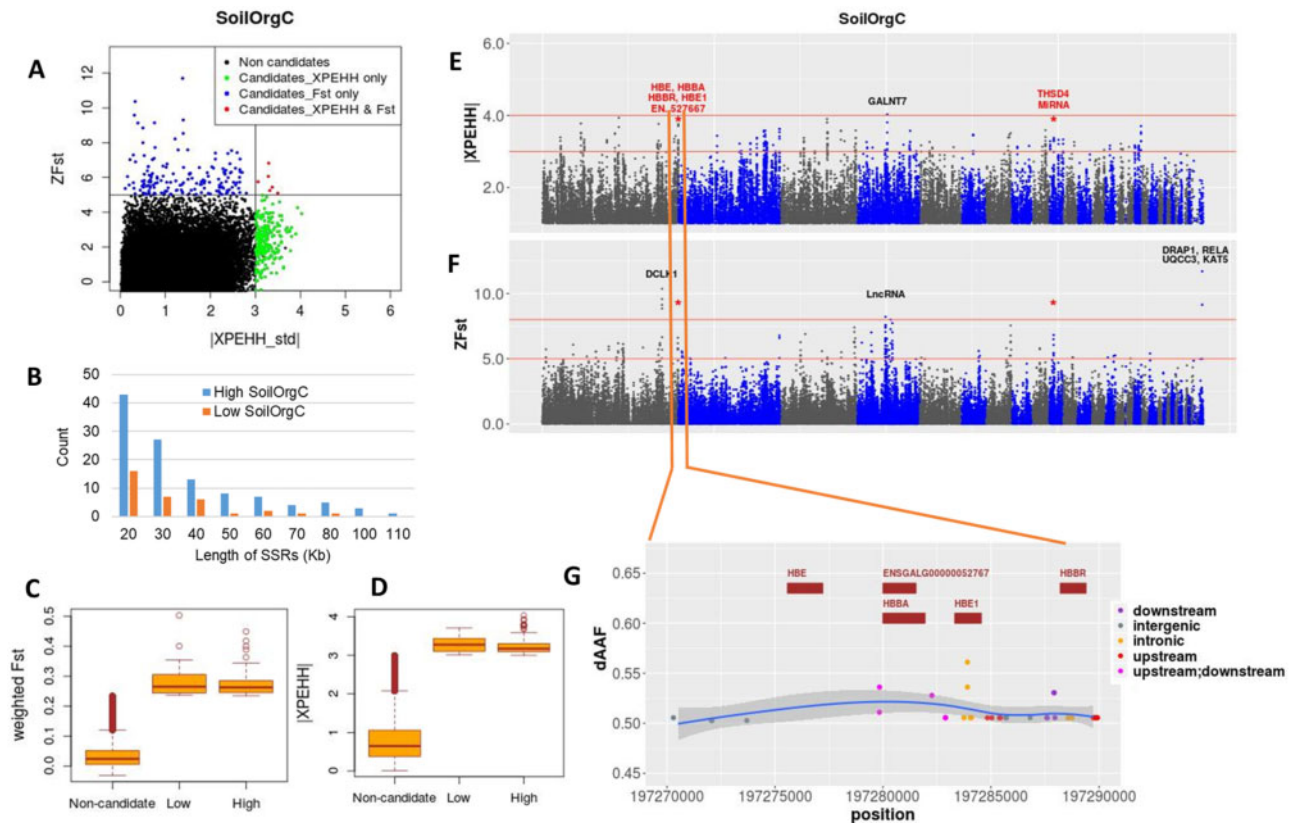 SoilOrgC
A
ZFst
12
10
8
6
4
2
0
Non candidates
Candidates_XPEHH only
Candidates_Fst only
Candidates_XPEHH & Fst
0 1 2 3 4 5 6
|XPEHH_std|
B
Count
50
40
30
20
10
0
High SoilOrgC
Low SoilOrgC
20 30 40 50 60 70 80 100 110
Length of SSRs (Kb)
C
weighted Fst
0.5
0.4
0.3
0.2
0.1
0.0
Non-candidate Low High
D
|XPEHH|
4
3
2
1
0
Non-candidate Low High
SoilOrgC
E
|XPEHH|
6.0
4.0
2.0
HBE, HBBA
HBBR, HBE1
EN..527667
GALNT7
THSD4
MiRNA
F
ZFst
10.0
5.0
0.0
DCLK1
LncRNA
DRAP1, RELA
UQCC3, KAT5
G
dAAF
0.65
0.60
0.55
0.50
0.45
HBE
ENSGALG00000052767
HBBR
HBBA
HBE1
downstream
intergenic
intronic
upstream
upstream;downstream
197270000 197275000 197280000 197285000 197290000
position